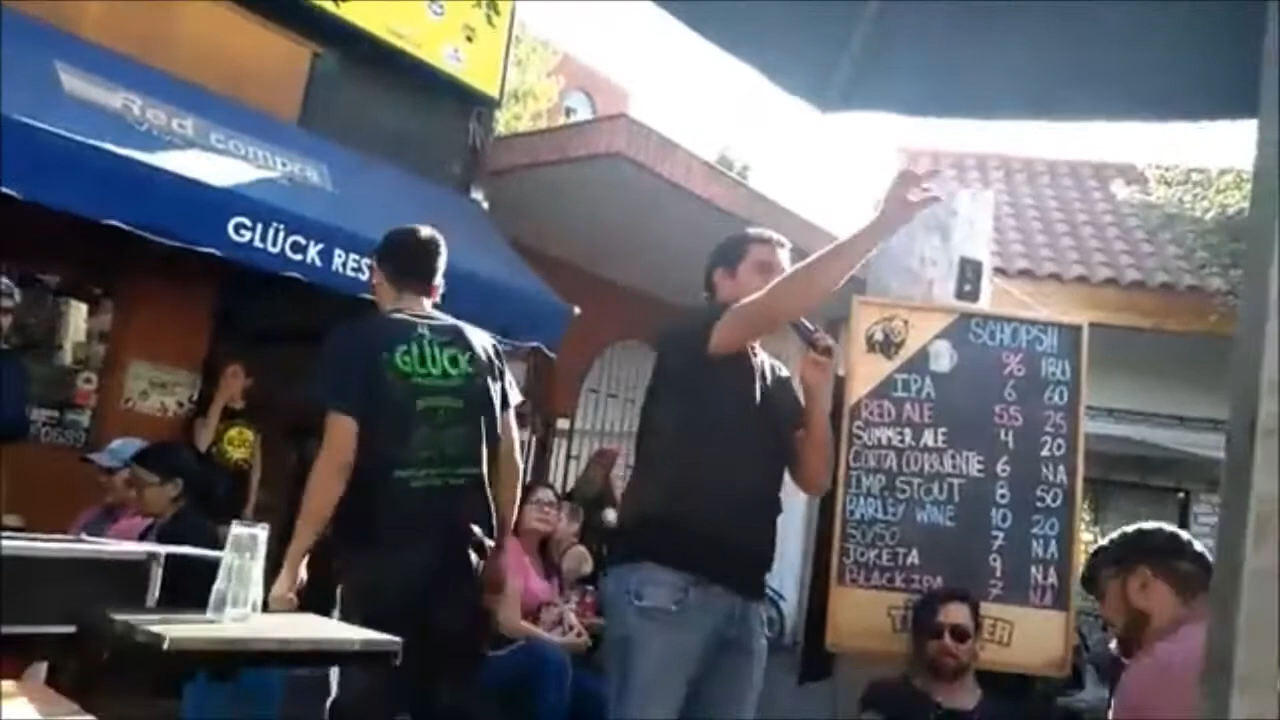 Red compra
GLÜCK RES
GLÜCK
SCHOPS!!
% IBU
IPA 6 60
RED ALE 5.5 25
SUMMER ALE 4 20
CORTA CORRIENTE 6 NA
IMP. STOUT 8 50
BARLEY WINE 10 20
50/50 7 NA
JOKETA 9 NA
BLACK IPA 7 NA